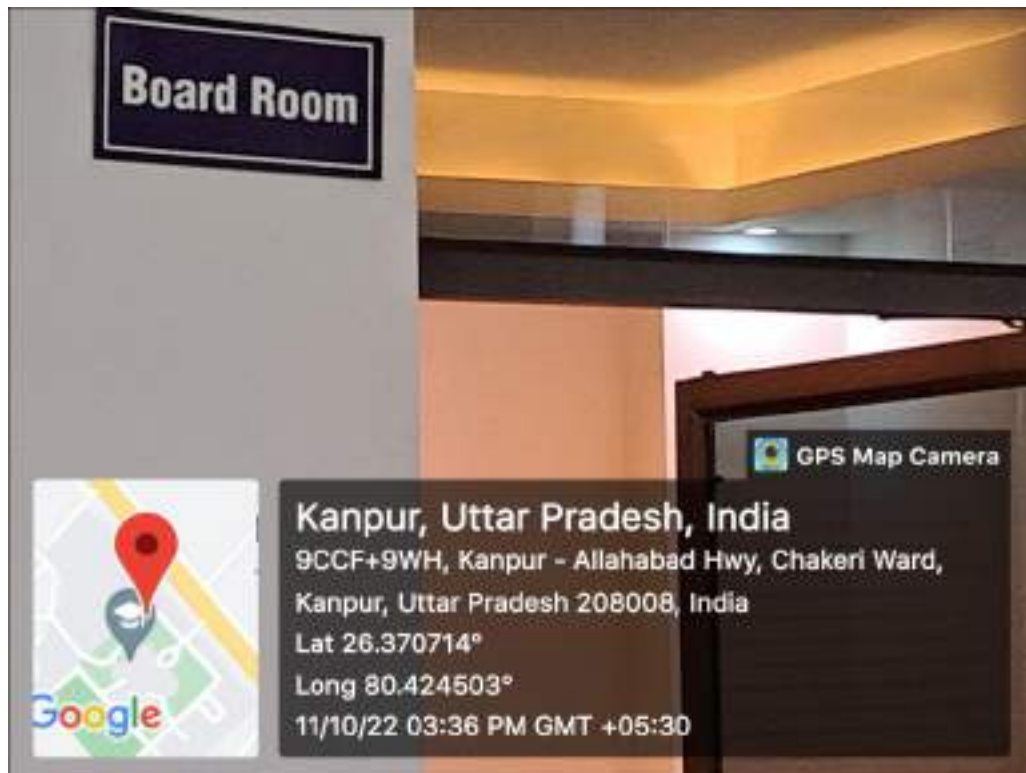 Board Room
GPS Map Camera
Kanpur, Uttar Pradesh, India
9CCF+9WH, Kanpur - Allahabad Hwy, Chakeri Ward,
Kanpur, Uttar Pradesh 208008, India
Lat 26.370714°
Long 80.424503°
11/10/22 03:36 PM GMT +05:30
Google